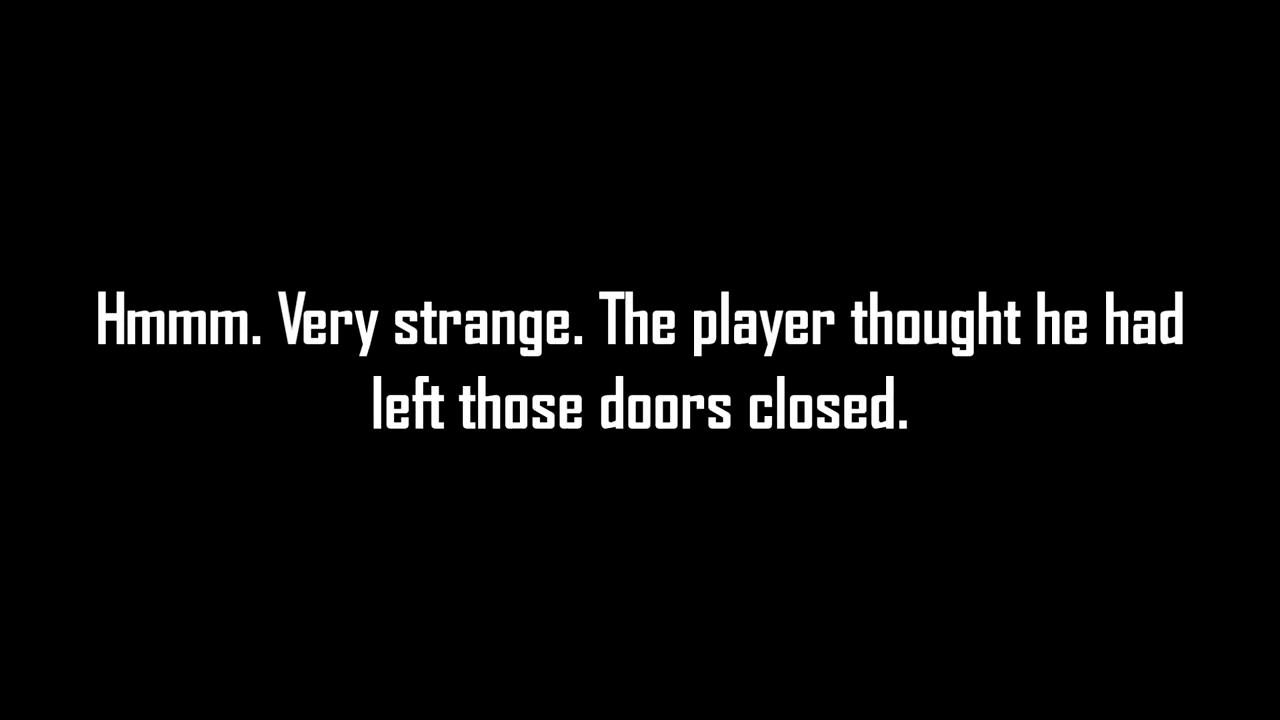 Hmmm. Very strange. The player thought he had
left those doors closed.